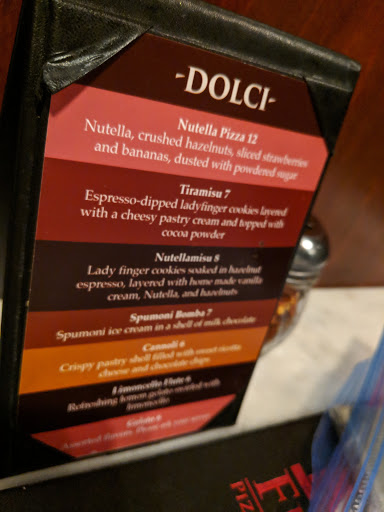 -DOLCI-
Nutella Pizza 12
Nutella, crushed hazelnuts, sliced strawberries
and bananas, dusted with powdered sugar
Tiramisu 7
Espresso-dipped ladyfinger cookies layered
with a cheesy pastry cream and topped with
cocoa powder
Nutellamisu 8
Lady finger cookies soaked in hazelnut
espresso, layered with home made vanilla
cream, Nutella, and hazelnuts
Spumoni Bomba 7
Spumoni ice cream in a shell of milk chocolate
Cannoli 6
Crispy pastry shell filled with sweet ricotta
cheese and chocolate chips
Limoncello Flute 6
Refreshing lemon gelato swirled with
limoncello
Gelato 6
Assorted flavors.